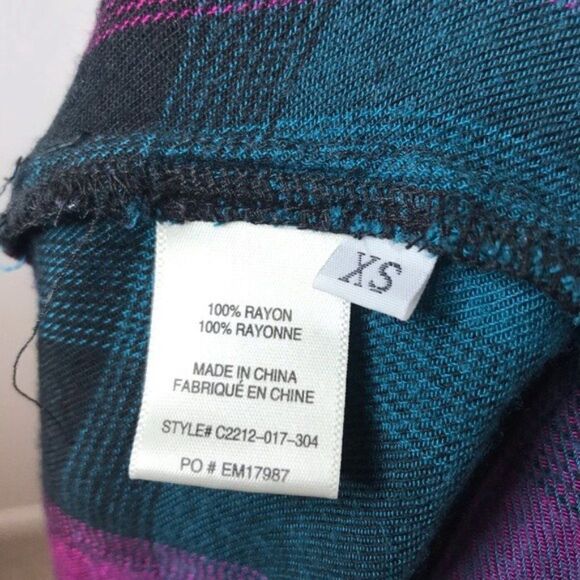 XS
100% RAYON
100% RAYONNE
MADE IN CHINA
FABRIQUÉ EN CHINE
STYLE# C2212-017-304
PO # EM17987